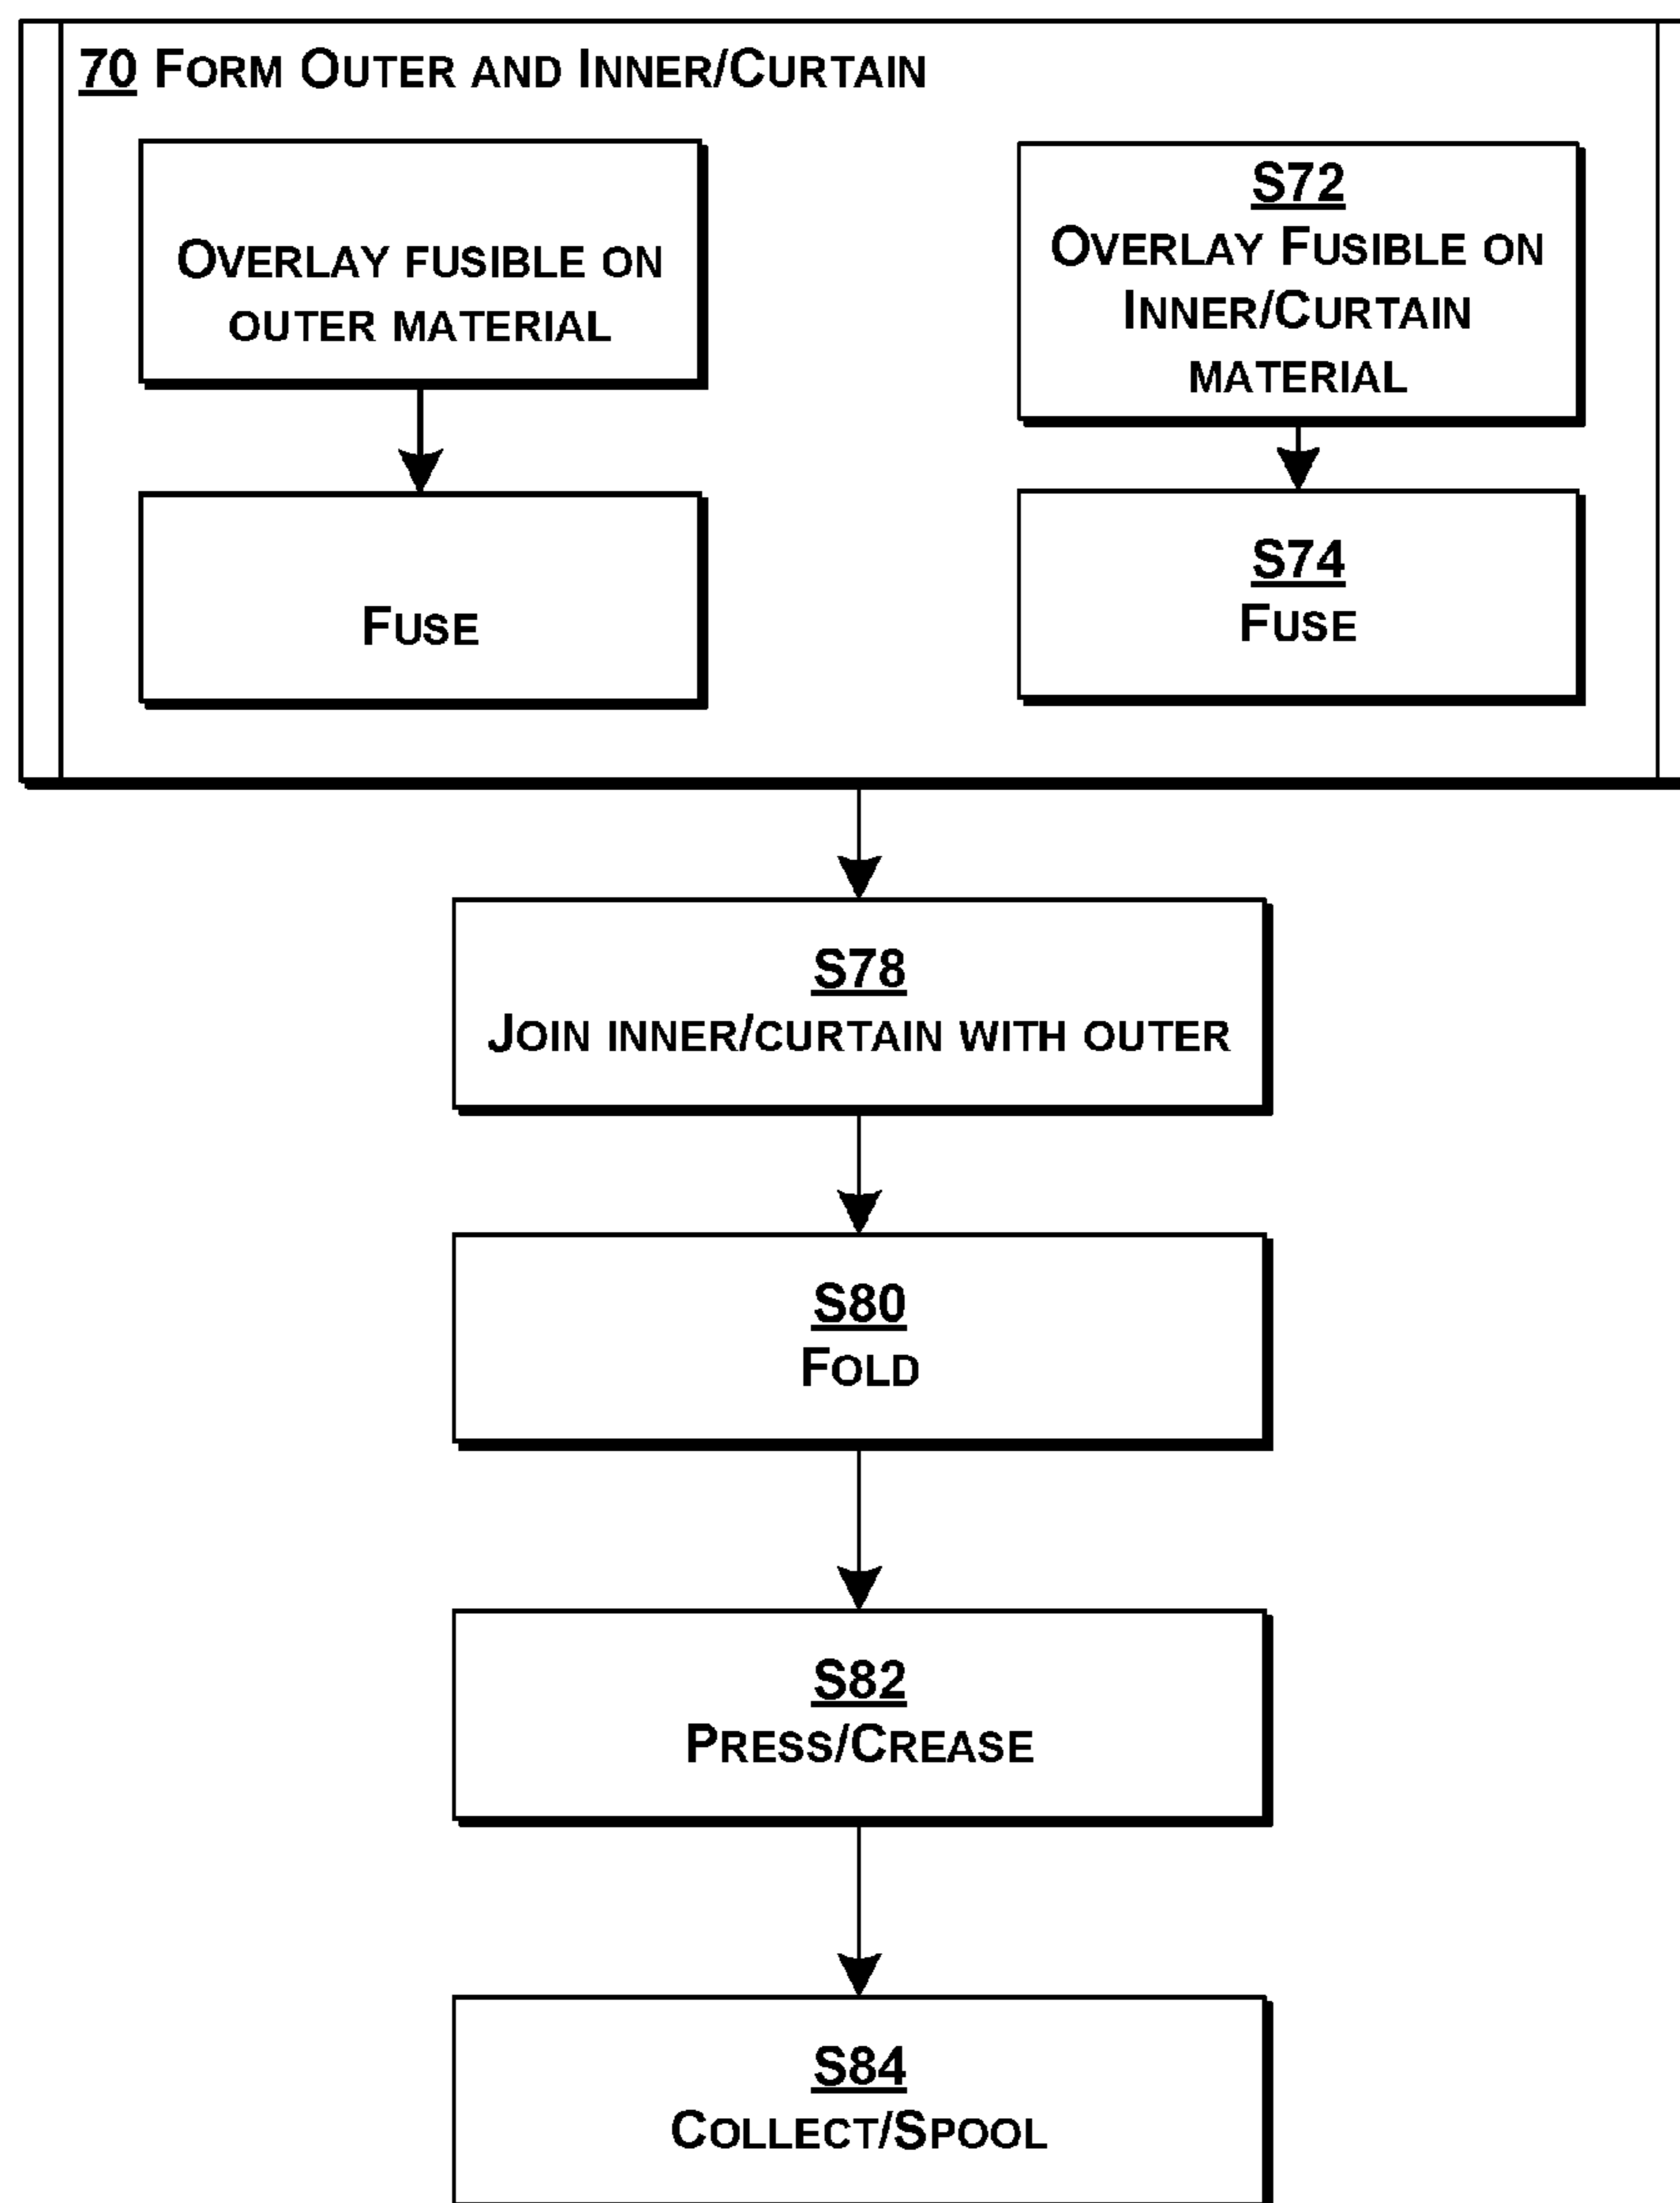 70 Form Outer and Inner/Curtain
Overlay fusible on
outer material
Fuse
S72
Overlay Fusible on
Inner/Curtain
material
S74
Fuse
S78
Join inner/curtain with outer
S80
Fold
S82
Press/Crease
S84
Collect/Spool